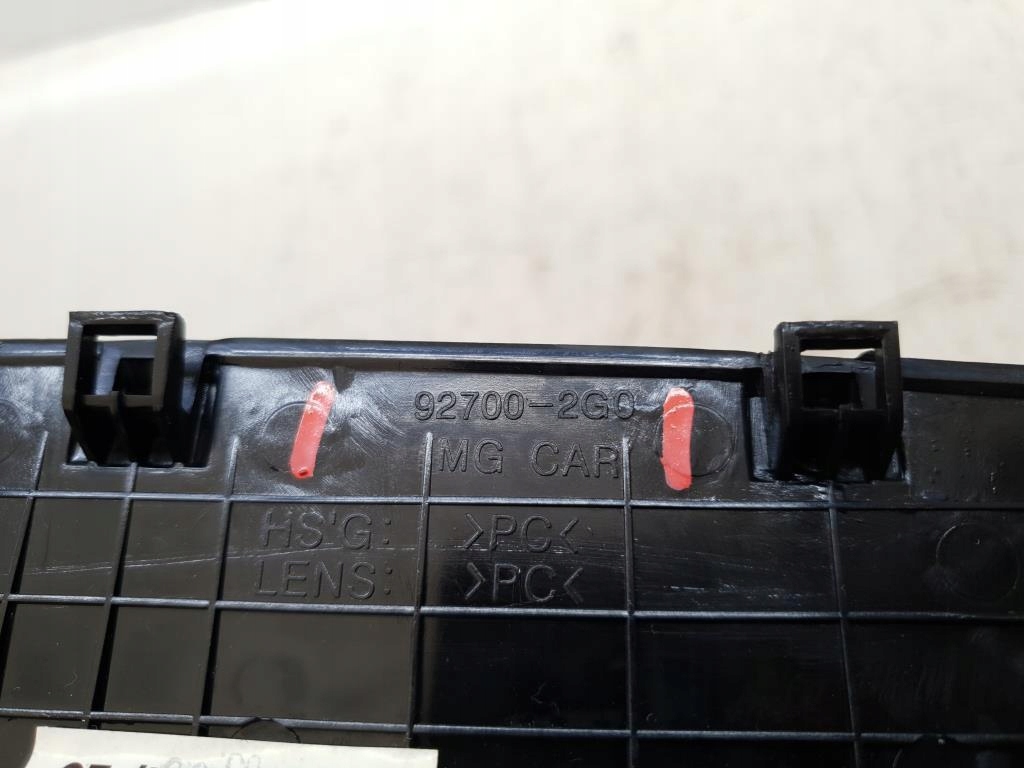 92700-2G0
MG CAR
HS'G: >PC<
LENS: >PC<